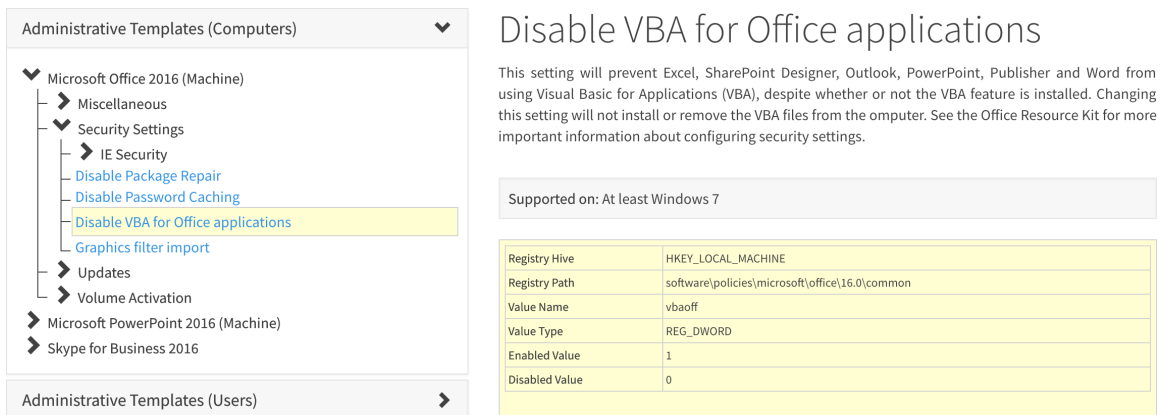 Administrative Templates (Computers)
Microsoft Office 2016 (Machine)
Miscellaneous
Security Settings
IE Security
Disable Package Repair
Disable Password Caching
Disable VBA for Office applications
Graphics filter import
Updates
Volume Activation
Microsoft PowerPoint 2016 (Machine)
Skype for Business 2016
Administrative Templates (Users)
Disable VBA for Office applications
This setting will prevent Excel, SharePoint Designer, Outlook, PowerPoint, Publisher and Word from
using Visual Basic for Applications (VBA), despite whether or not the VBA feature is installed. Changing
this setting will not install or remove the VBA files from the omputer. See the Office Resource Kit for more
important information about configuring security settings.
Supported on: At least Windows 7
Registry Hive HKEY_LOCAL_MACHINE
Registry Path software\policies\microsoft\office\16.0\common
Value Name vbaoff
Value Type REG_DWORD
Enabled Value 1
Disabled Value 0